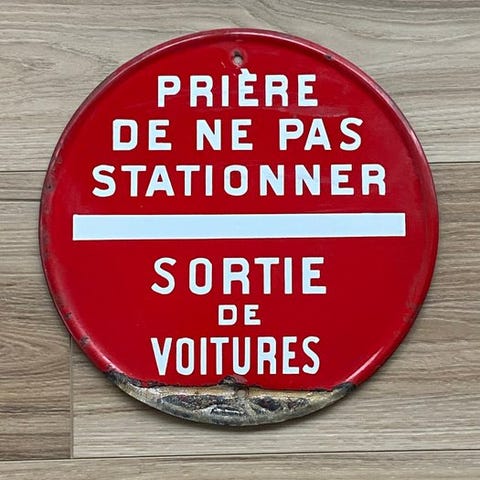 PRIÈRE
DE NE PAS
STATIONNER
SORTIE
DE
VOITURES